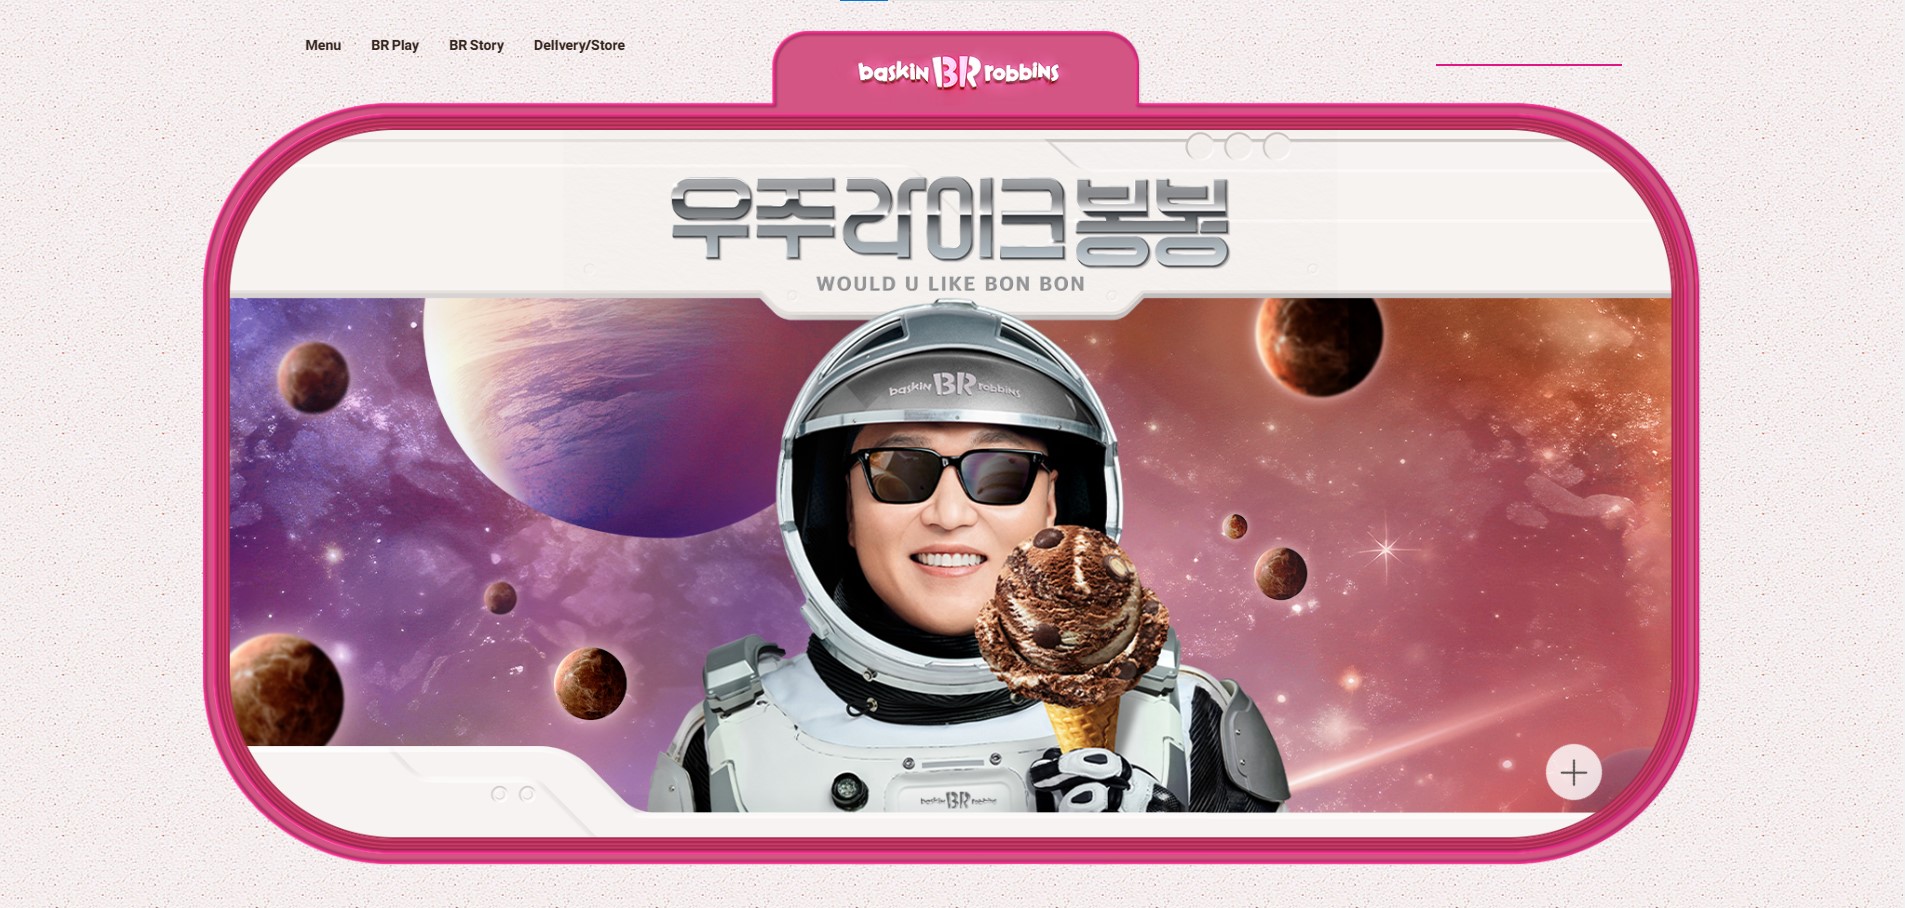 Menu BR Play BR Story Delivery/Store
baskin BR robbins
우주라이크봉봉
WOULD U LIKE BON BON
baskin BR robbins
baskin BR robbins